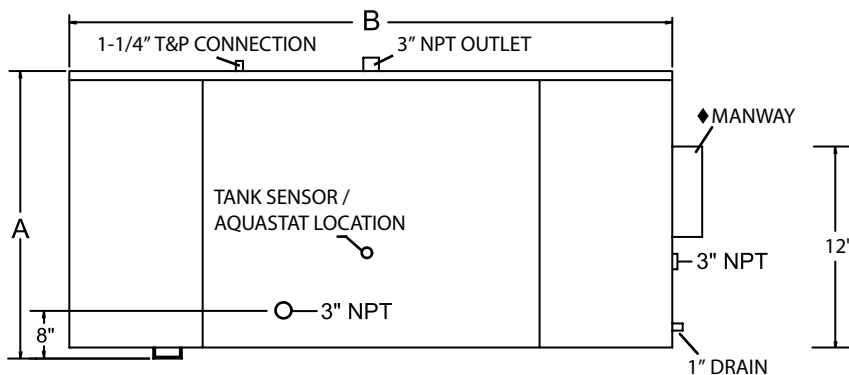 B
1-1/4” T&P CONNECTION
3” NPT OUTLET
♦MANWAY
TANK SENSOR /
AQUASTAT LOCATION
A
12"
3" NPT
3" NPT
8"
1” DRAIN